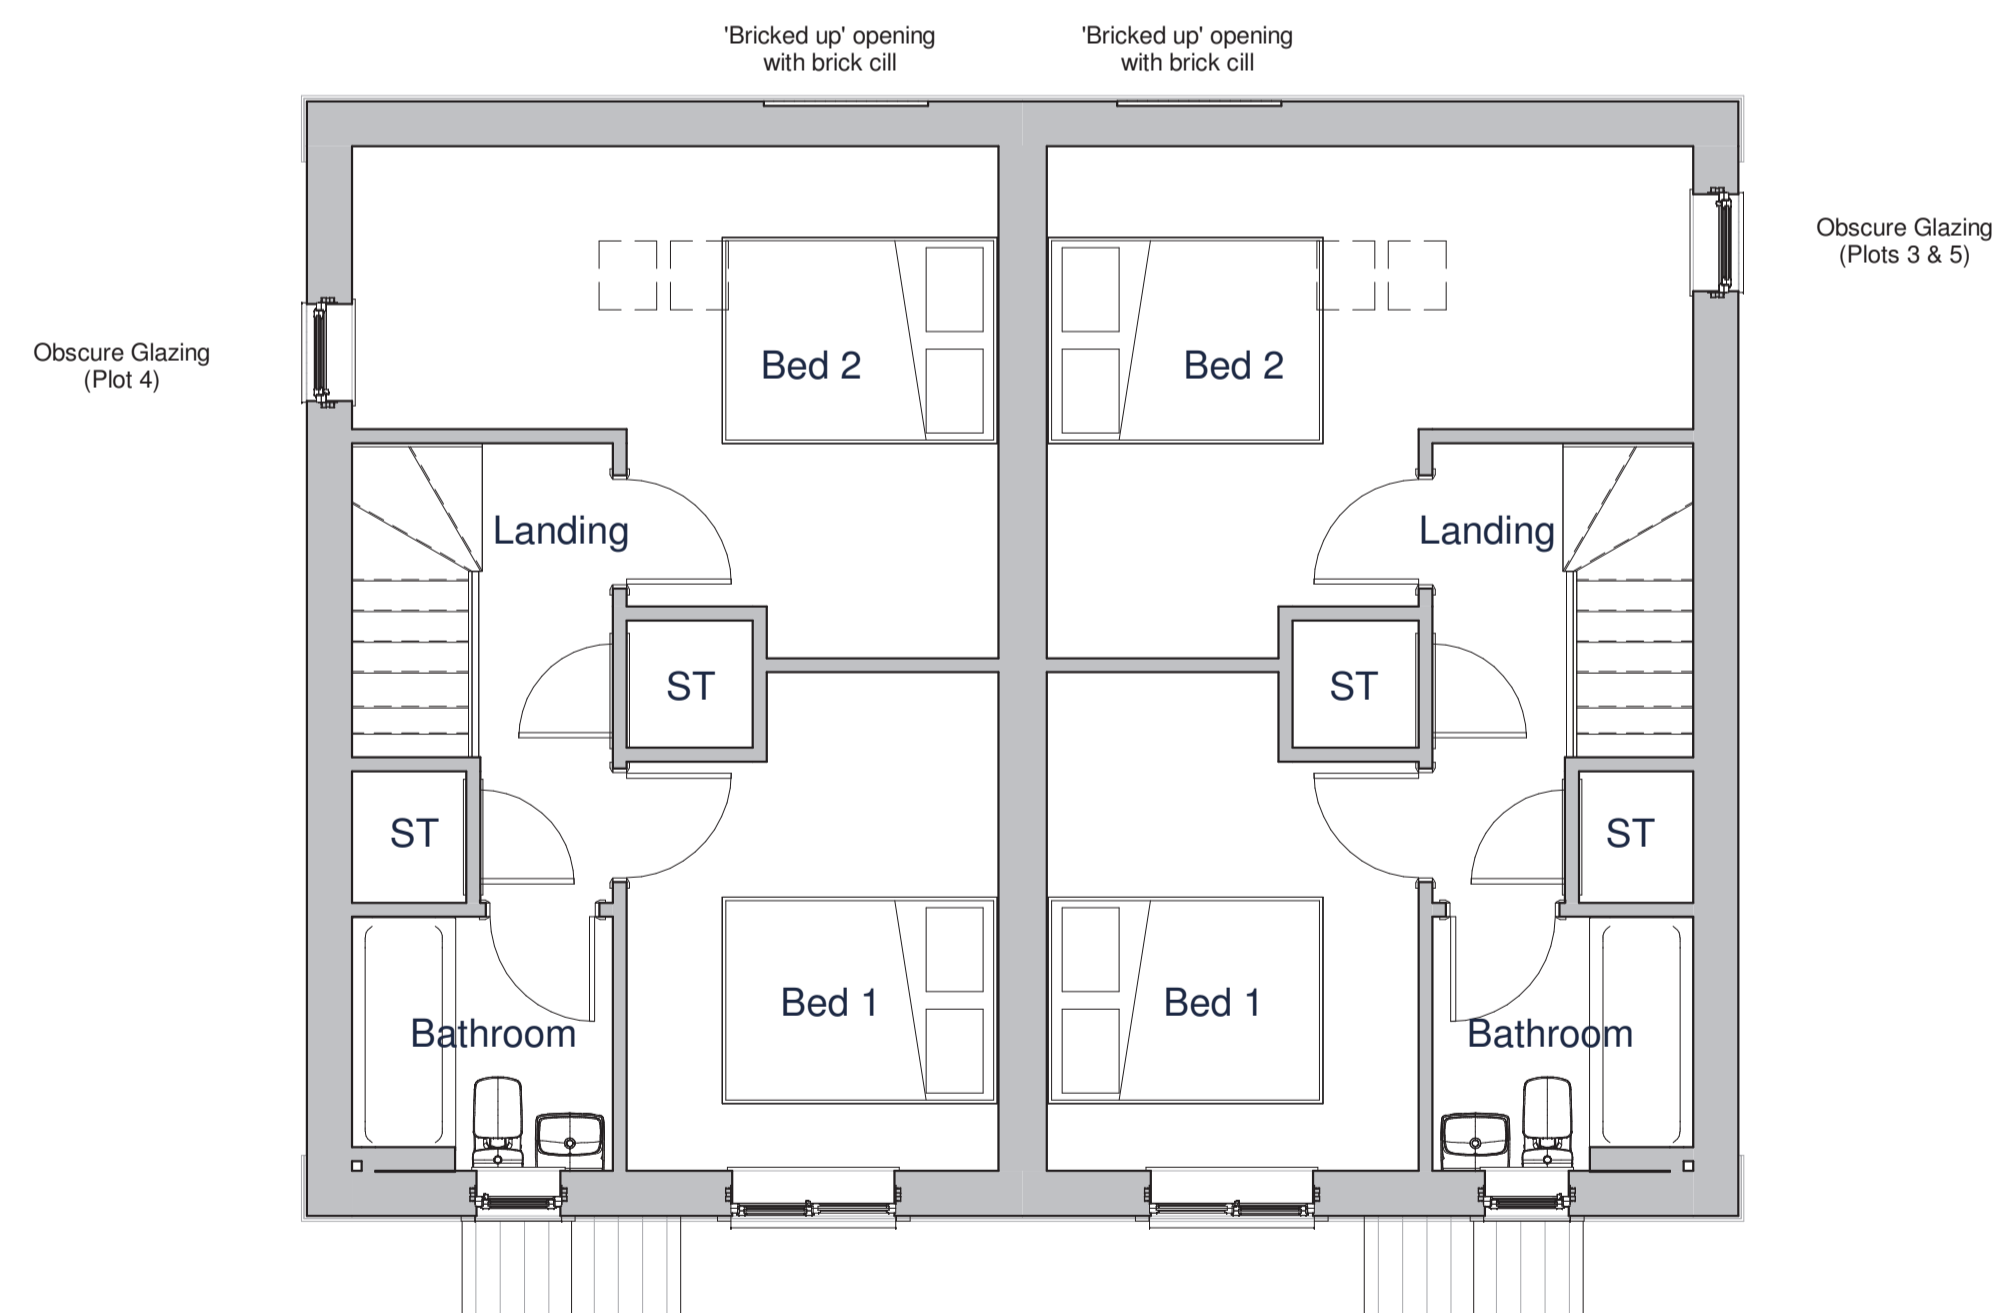 'Bricked up' opening
with brick cill
'Bricked up' opening
with brick cill
Obscure Glazing
(Plots 3 & 5)
Obscure Glazing
(Plot 4)
Bed 2
Bed 2
Landing
Landing
ST
ST
ST
ST
Bed 1
Bed 1
Bathroom
Bathroom